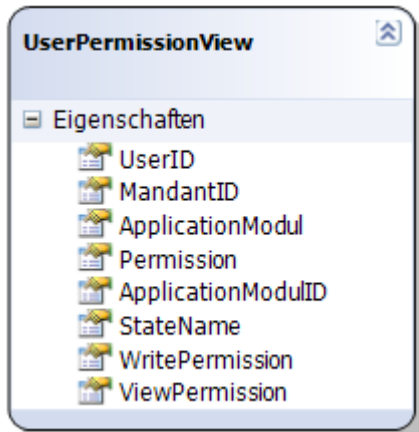 UserPermissionView
Eigenschaften
UserID
MandantID
ApplicationModul
Permission
ApplicationModulID
StateName
WritePermission
ViewPermission